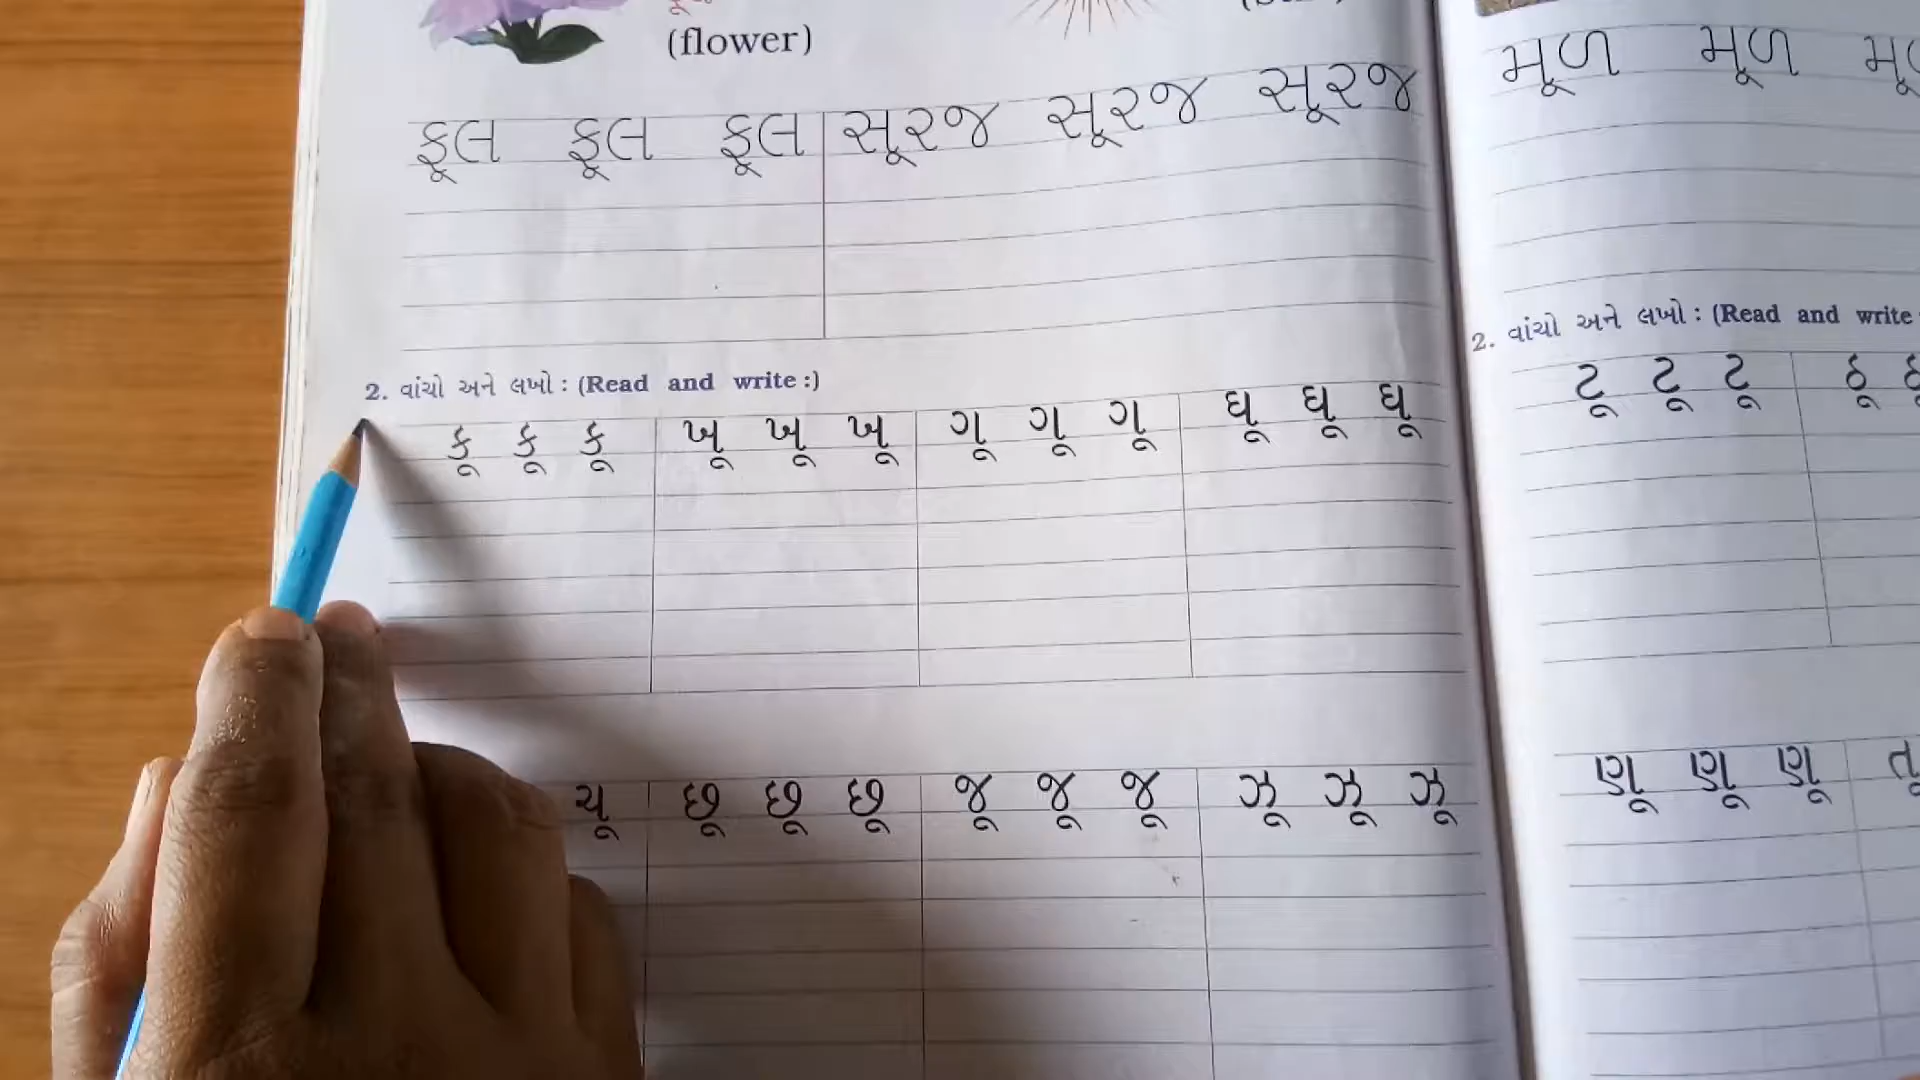 (flower)
ફૂલ ફૂલ ફૂલ સૂરજ સૂરજ સૂરજ
2. વાંચો અને લખો : (Read and write :)
કૂ કૂ કૂ ખૂ ખૂ ખૂ ગૂ ગૂ ગૂ ઘૂ ઘૂ ઘૂ
ચૂ છૂ છૂ છૂ જૂ જૂ જૂ ઝૂ ઝૂ ઝૂ
મૂળ મૂળ
2. વાંચો અને લખો : (Read and write
ટૂ ટૂ ટૂ
ણૂ ણૂ ણૂ